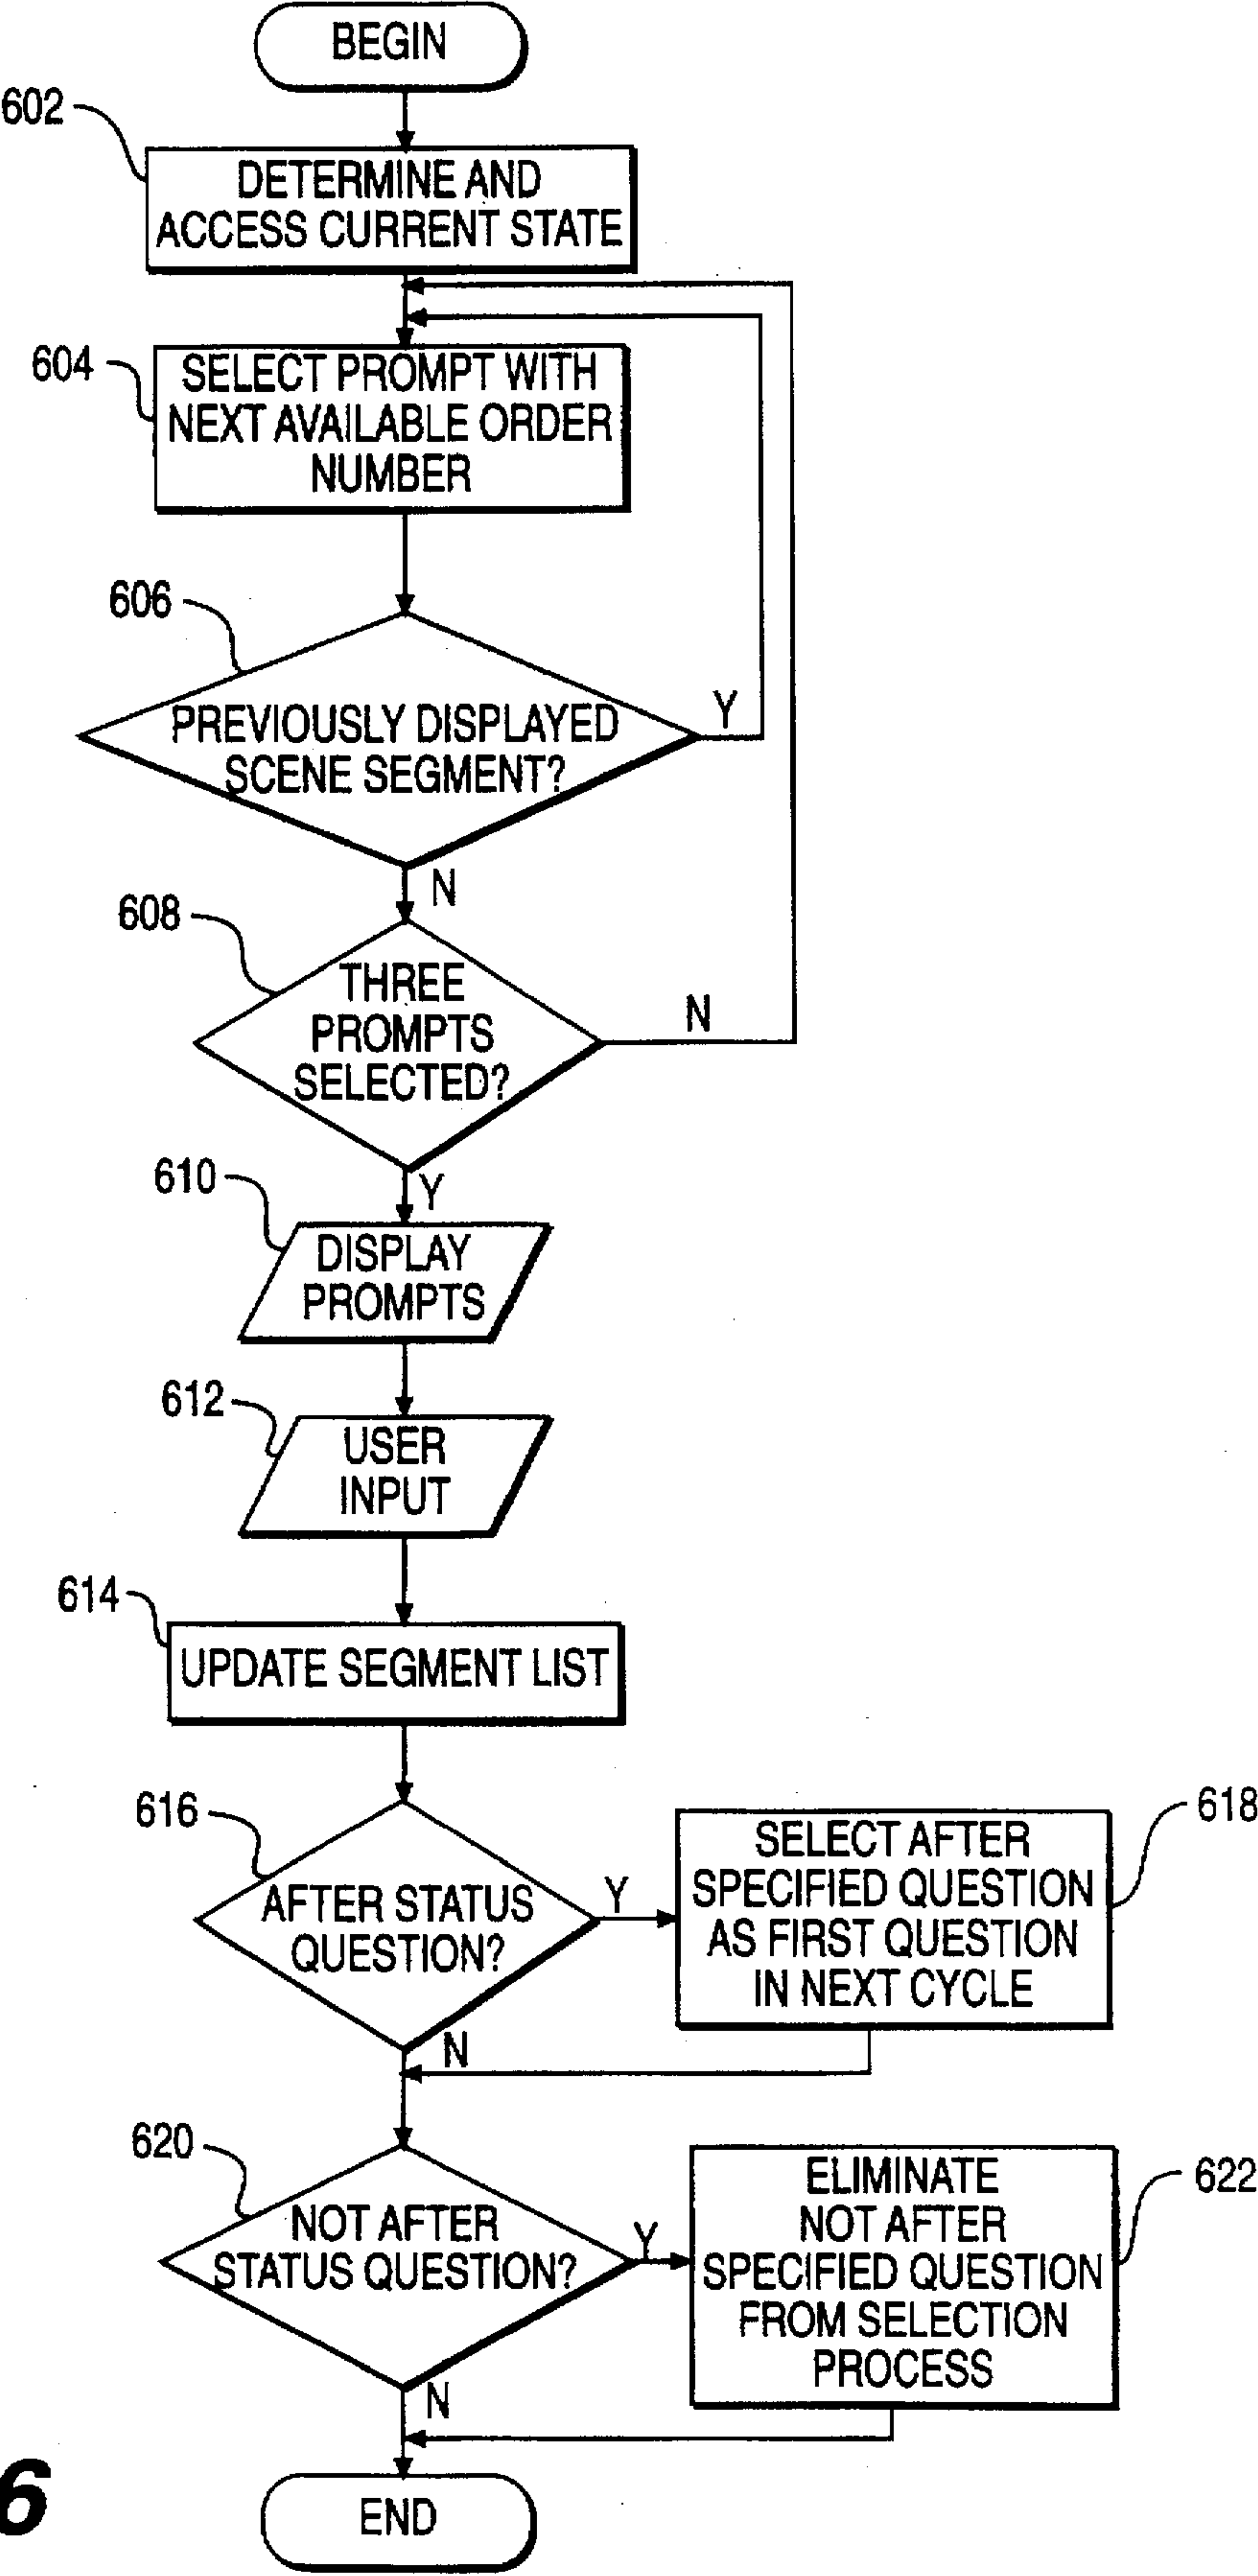 BEGIN
602
DETERMINE AND
ACCESS CURRENT STATE
604
SELECT PROMPT WITH
NEXT AVAILABLE ORDER
NUMBER
606
PREVIOUSLY DISPLAYED
SCENE SEGMENT?
Y
N
608
THREE
PROMPTS
SELECTED?
N
Y
610
DISPLAY
PROMPTS
612
USER
INPUT
614
UPDATE SEGMENT LIST
616
AFTER STATUS
QUESTION?
Y
618
SELECT AFTER
SPECIFIED QUESTION
AS FIRST QUESTION
IN NEXT CYCLE
N
620
NOT AFTER
STATUS QUESTION?
Y
622
ELIMINATE
NOT AFTER
SPECIFIED QUESTION
FROM SELECTION
PROCESS
N
END
6